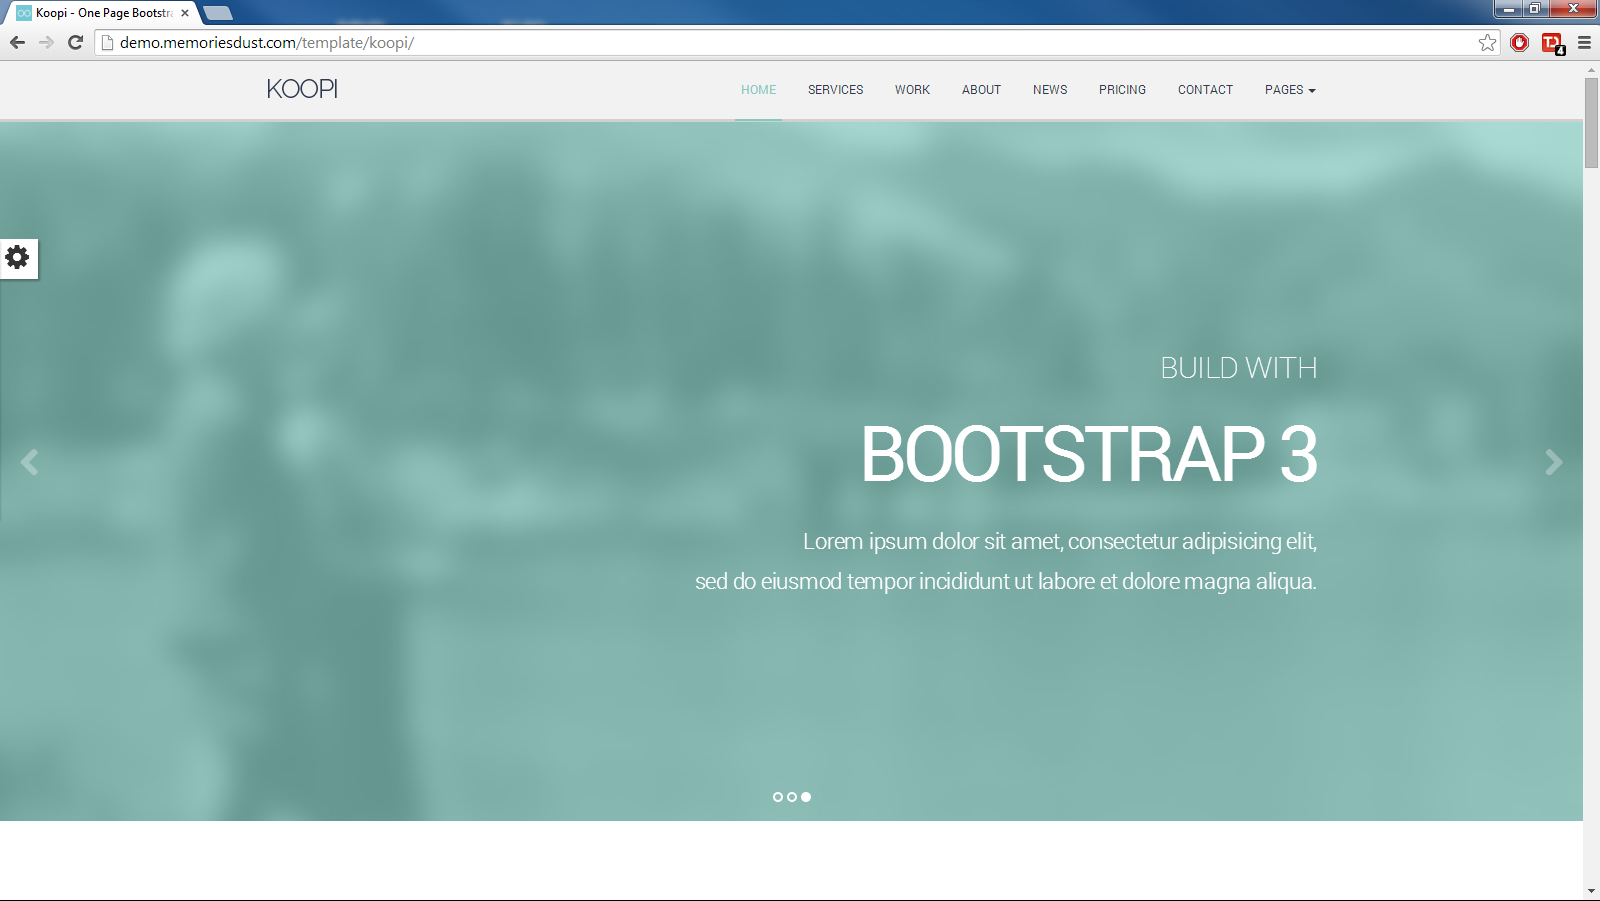 Koopi - One Page Bootstra
demo.memoriesdust.com/template/koopi/
4
KOOPI
HOME SERVICES WORK ABOUT NEWS PRICING CONTACT PAGES
BUILD WITH
BOOTSTRAP 3
Lorem ipsum dolor sit amet, consectetur adipisicing elit,
sed do eiusmod tempor incididunt ut labore et dolore magna aliqua.